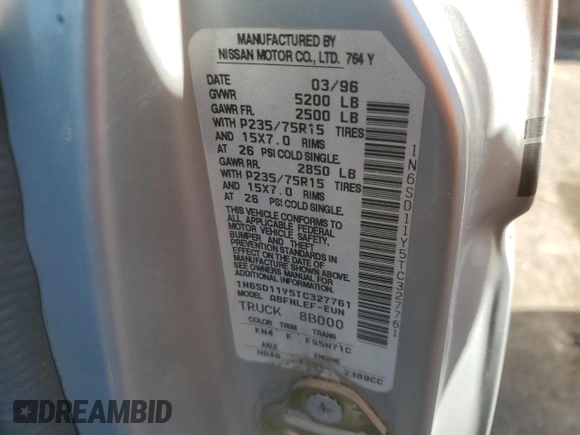 MANUFACTURED BY
NISSAN MOTOR CO., LTD. 764 Y
DATE 03/96
GVWR 5200 LB
GAWR FR. 2500 LB
WITH P235/75R15 TIRES
AND 15X7.0 RIMS
AT 26 PSI COLD SINGLE.
GAWR RR. 2850 LB
WITH P235/75R15 TIRES
AND 15X7.0 RIMS
AT 26 PSI COLD SINGLE.
THIS VEHICLE CONFORMS TO
ALL APPLICABLE FEDERAL
MOTOR VEHICLE SAFETY,
BUMPER AND THEFT
PREVENTION STANDARDS IN
EFFECT ON THE DATE OF
MANUFACTURE SHOWN ABOVE.
SEE OWNERS MANUAL FOR
ADDITIONAL INFORMATION.
1N6SD11Y5TC327761
MODEL ABFHLEF-EUN
TRUCK 8B000
COLOR TRIM TRANS
KN4 K FS5W71C
AXLE ENGINE
HB46 2389CC
1N6SD11Y5TC327761
DREAMBID